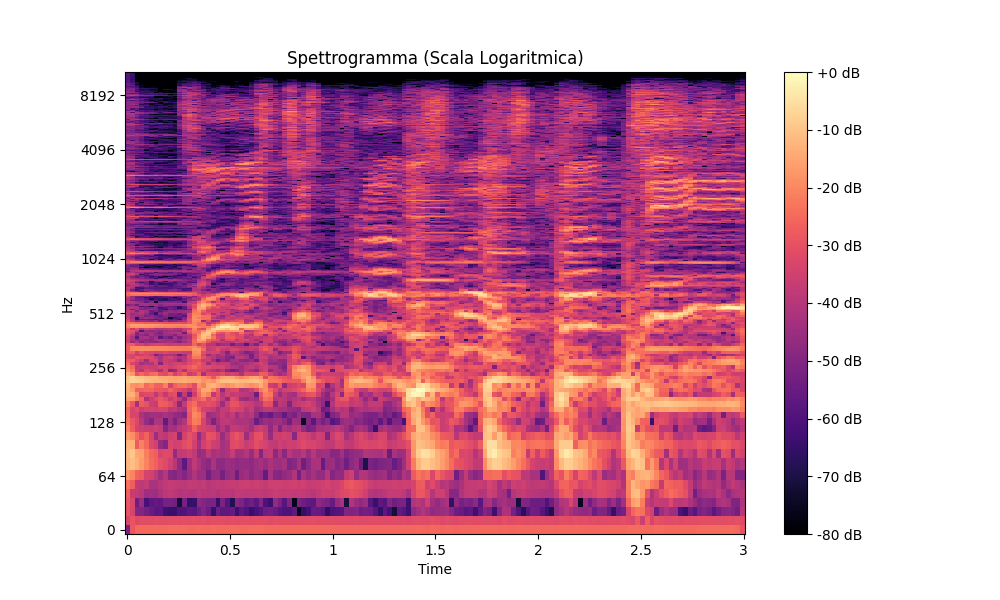 Spettrogramma (Scala Logaritmica)
Hz
8192
4096
2048
1024
512
256
128
64
0
0
0.5
1
1.5
2
2.5
3
Time
+0 dB
-10 dB
-20 dB
-30 dB
-40 dB
-50 dB
-60 dB
-70 dB
-80 dB